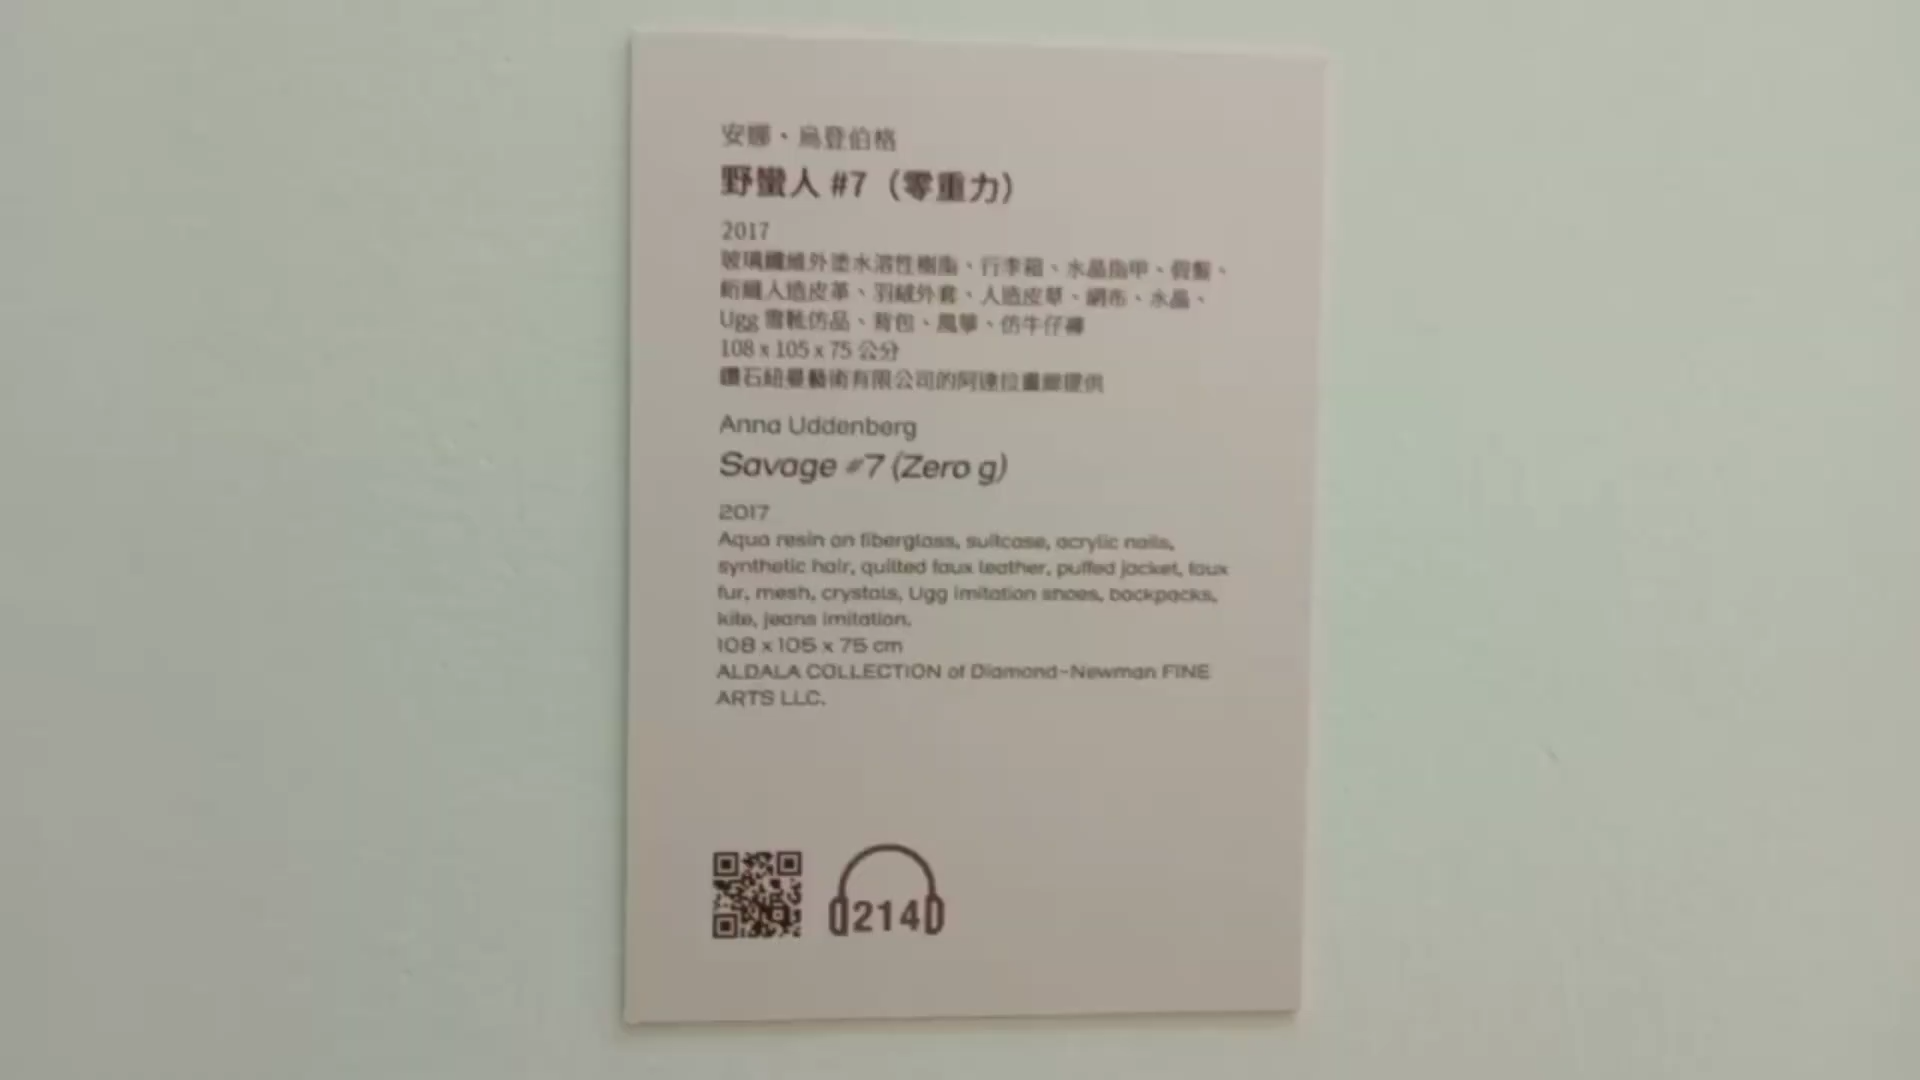 安娜、烏登伯格
野蠻人 #7（零重力）
2017
玻璃纖維外塗水溶性樹脂、行李箱、水晶指甲、假髮、
絎縫人造皮革、羽絨外套、人造皮草、網布、水晶、
Ugg 雪靴仿品、背包、風箏、仿牛仔褲
108 x 105 x 75 公分
鑽石紐曼藝術有限公司的阿達拉畫廊提供
Anna Uddenberg
Savage #7 (Zero g)
2017
Aqua resin on fiberglass, suitcase, acrylic nails,
synthetic hair, quilted faux leather, puffed jacket, faux
fur, mesh, crystals, Ugg imitation shoes, backpacks,
kite, jeans imitation.
108 x 105 x 75 cm
ALDALA COLLECTION of Diamond-Newman FINE
ARTS LLC.
214